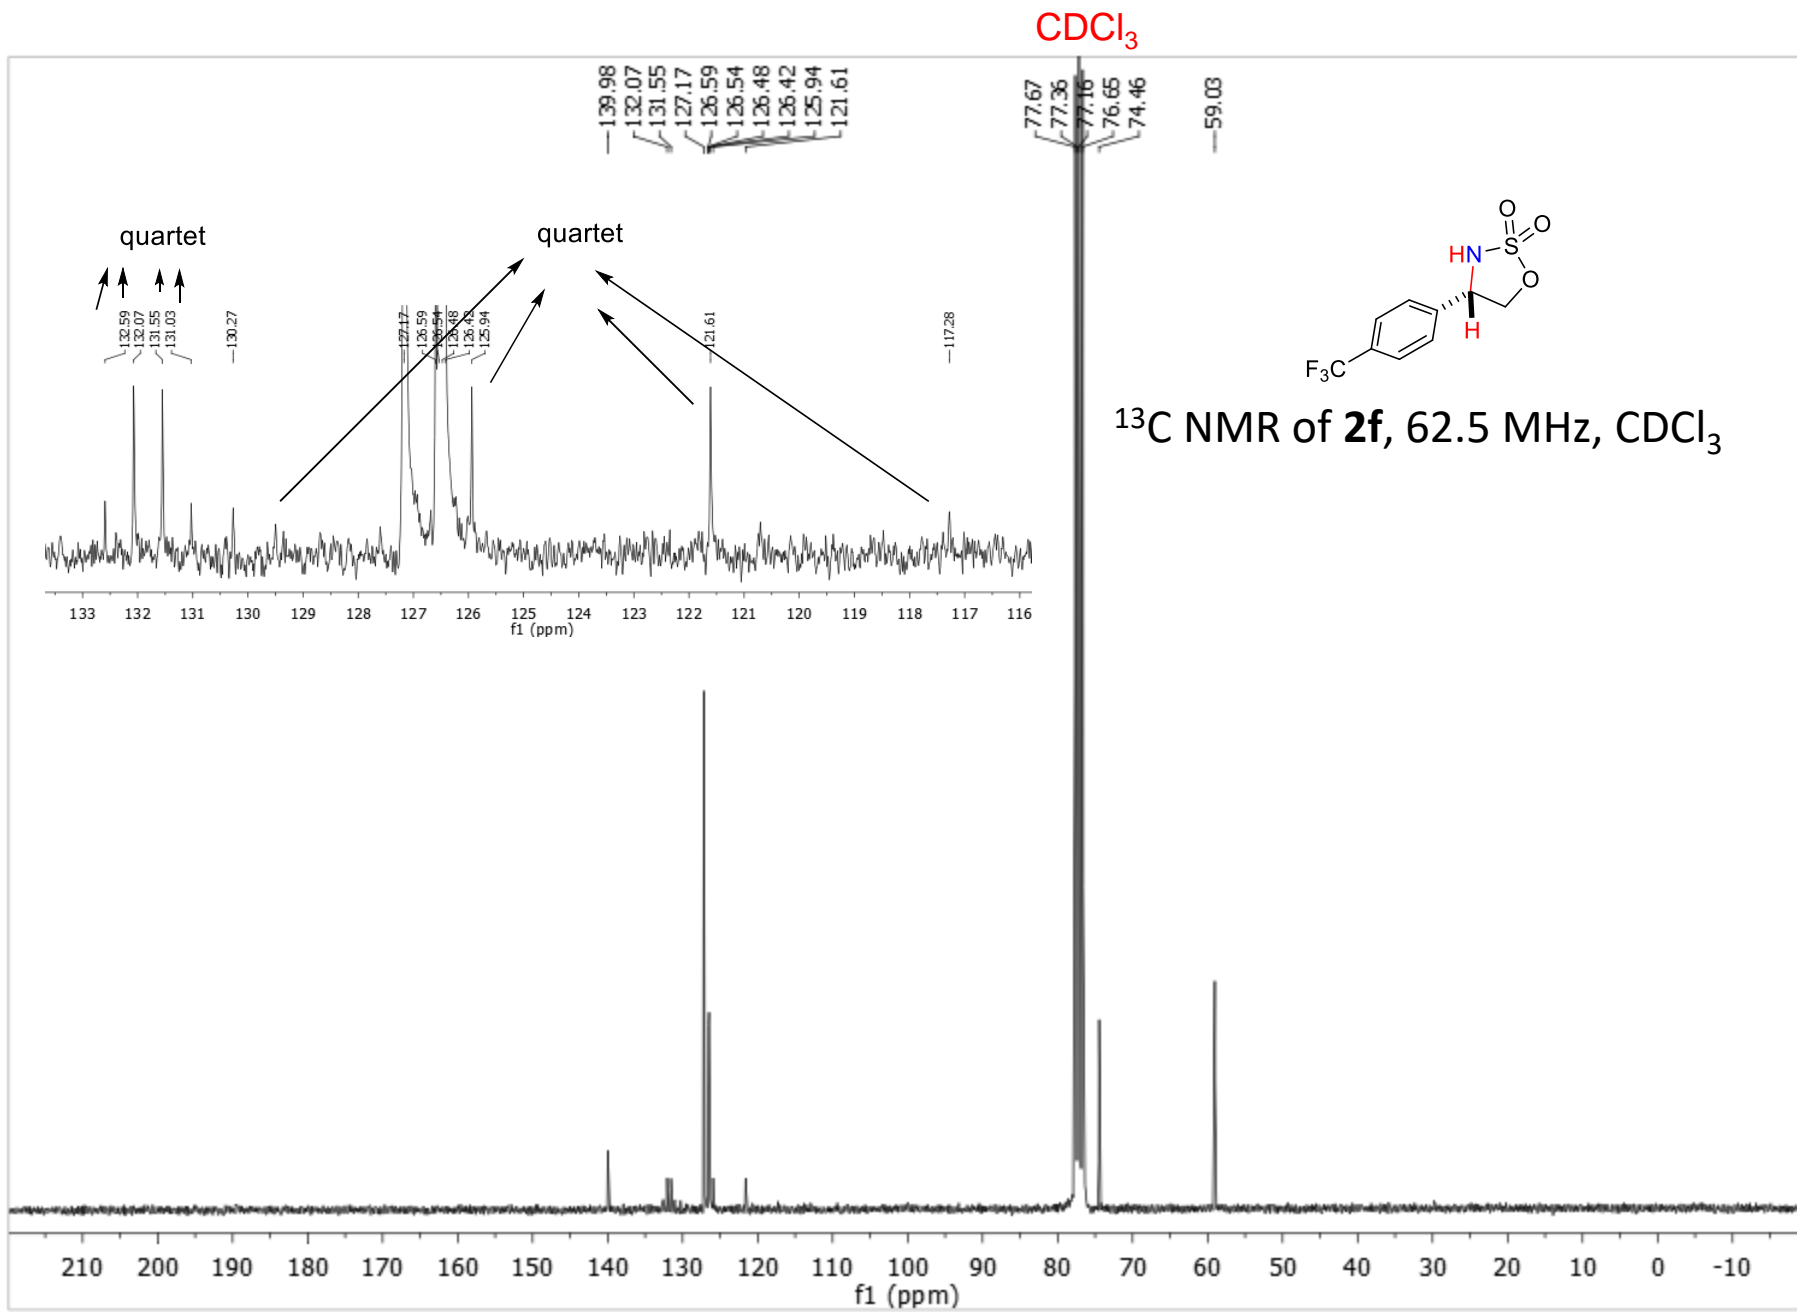 CDCl3
139.98
132.07
131.55
127.17
126.59
126.54
126.48
126.42
125.94
121.61
77.67
77.36
77.16
76.65
74.46
59.03
quartet
quartet
132.59
132.07
131.55
131.03
130.27
127.17
126.59
126.54
126.48
126.42
125.94
121.61
117.28
133 132 131 130 129 128 127 126 125 124 123 122 121 120 119 118 117 116
f1 (ppm)
O
O
HN
S
O
H
F3C
13C NMR of 2f, 62.5 MHz, CDCl3
210 200 190 180 170 160 150 140 130 120 110 100 90 80 70 60 50 40 30 20 10 0 -10
f1 (ppm)